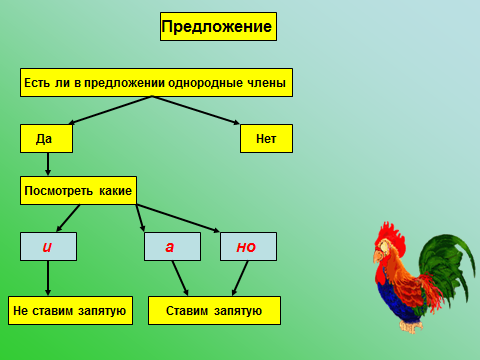 Предложение
Есть ли в предложении однородные члены
Да
Нет
Посмотреть какие
и
а
но
Не ставим запятую
Ставим запятую